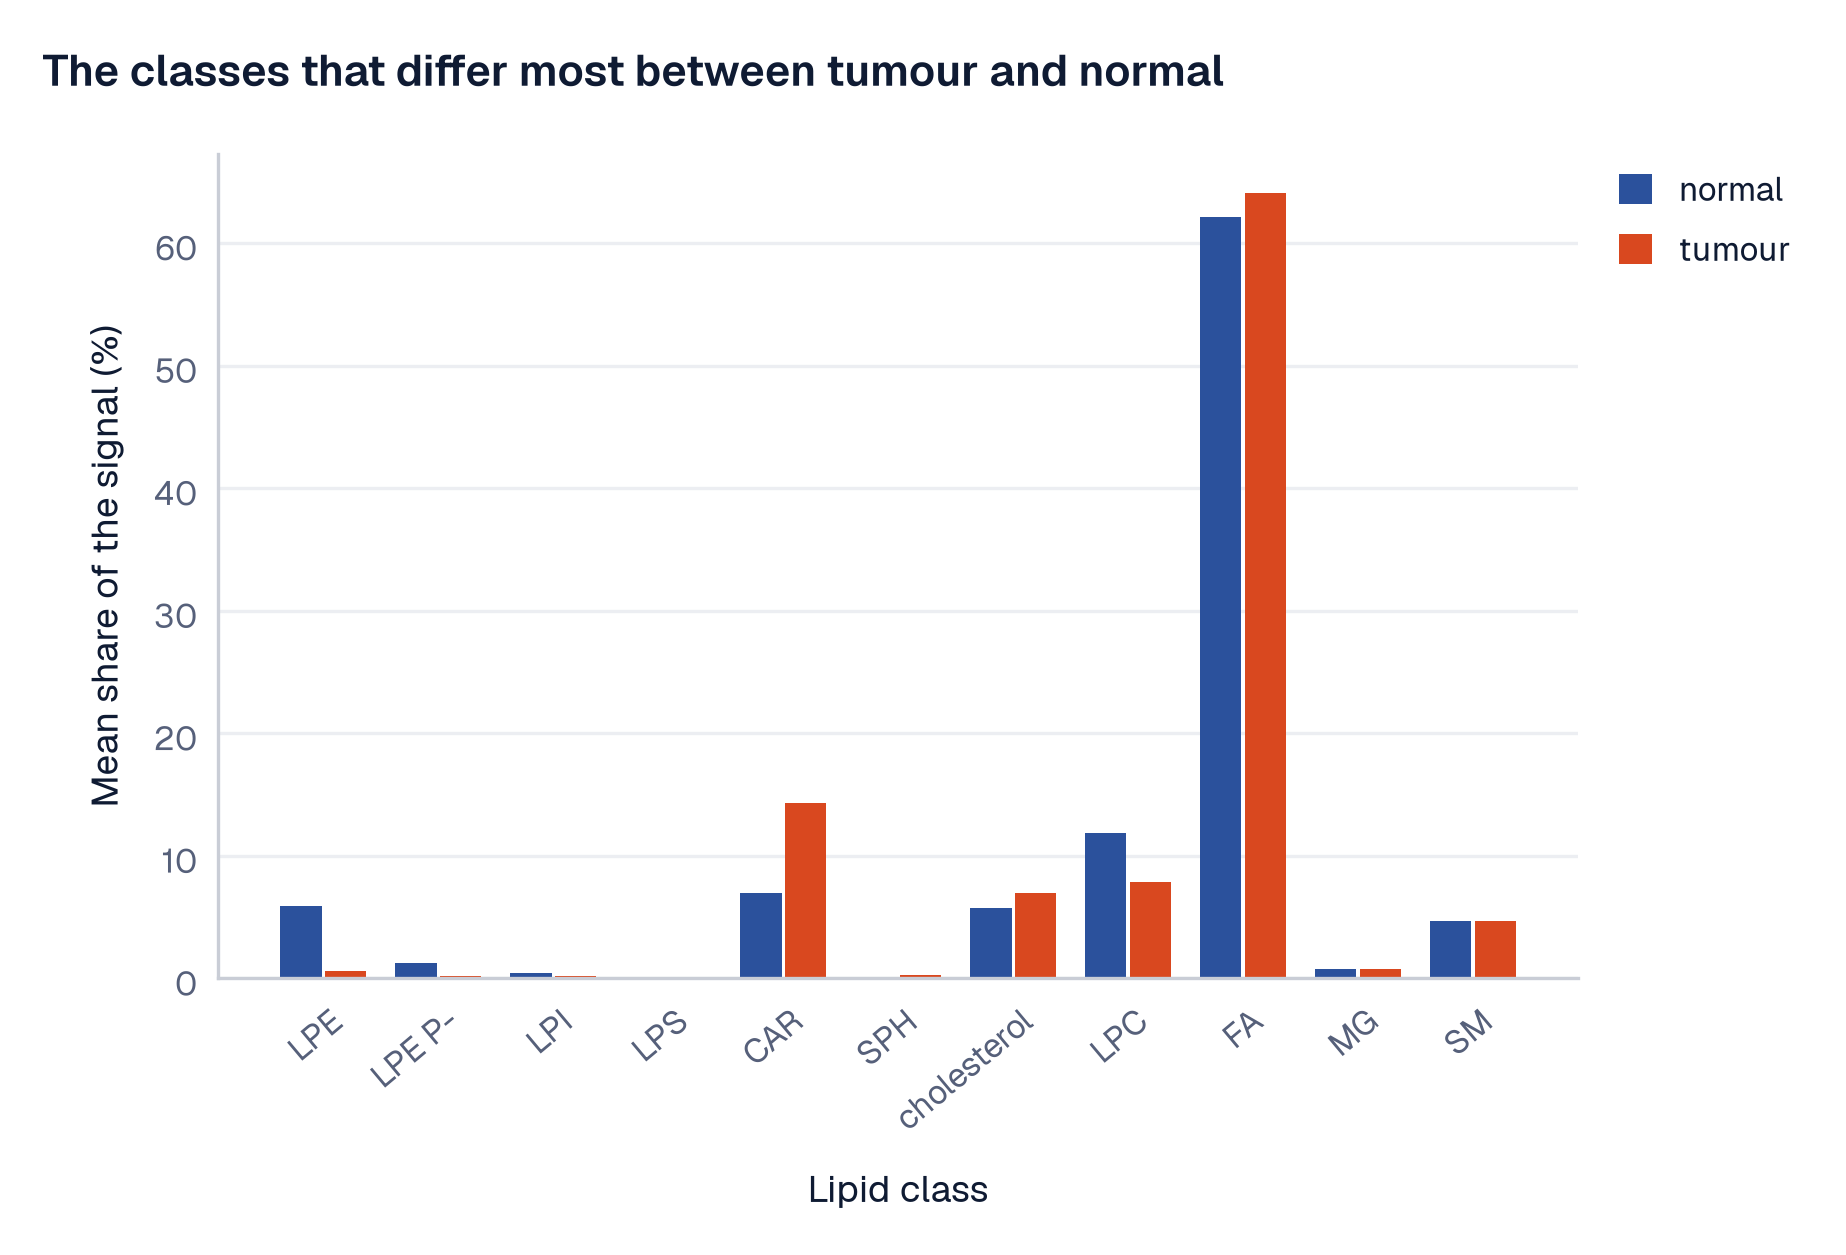 The classes that differ most between tumour and normal
normal
tumour
Mean share of the signal (%)
60
50
40
30
20
10
0
LPE
LPE P-
LPI
LPS
CAR
SPH
cholesterol
LPC
FA
MG
SM
Lipid class